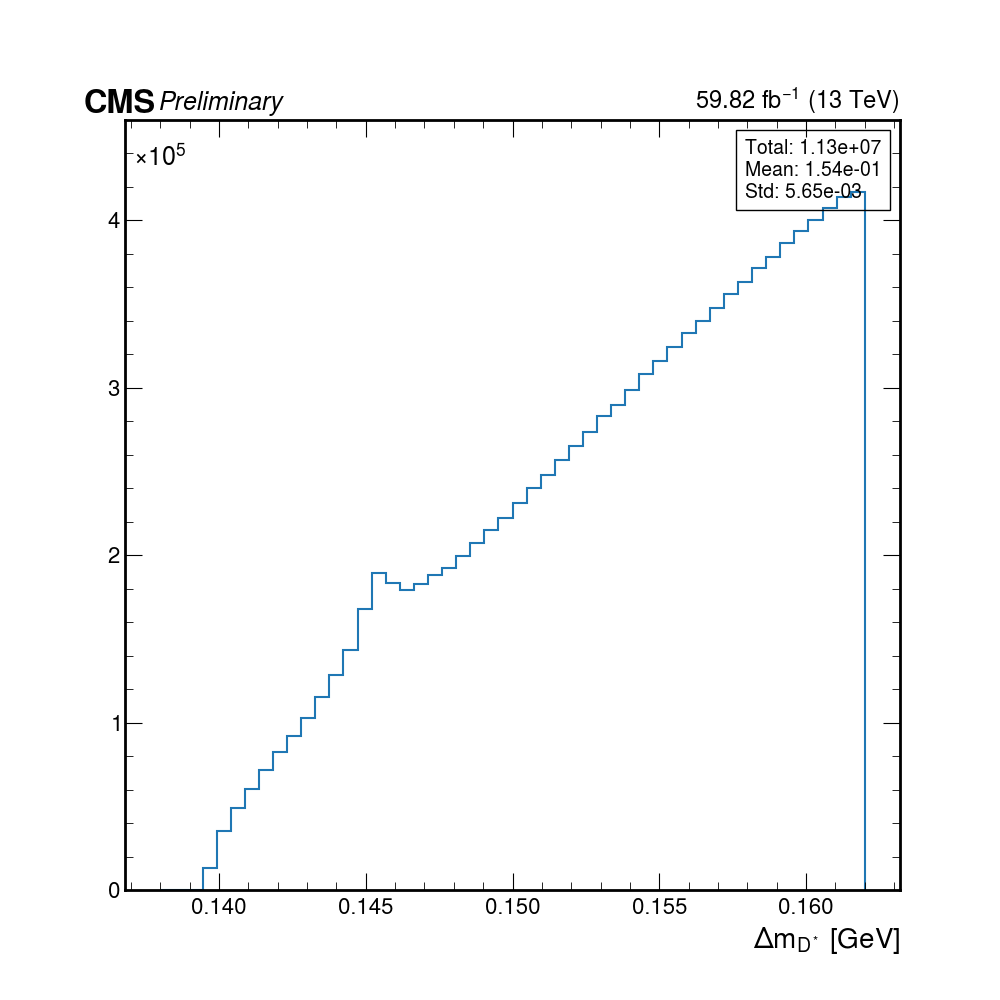 CMS Preliminary 59.82 fb⁻¹ (13 TeV)
×10⁵
Total: 1.13e+07
Mean: 1.54e-01
Std: 5.65e-03
4
3
2
1
0
0.140 0.145 0.150 0.155 0.160
Δm_D* [GeV]